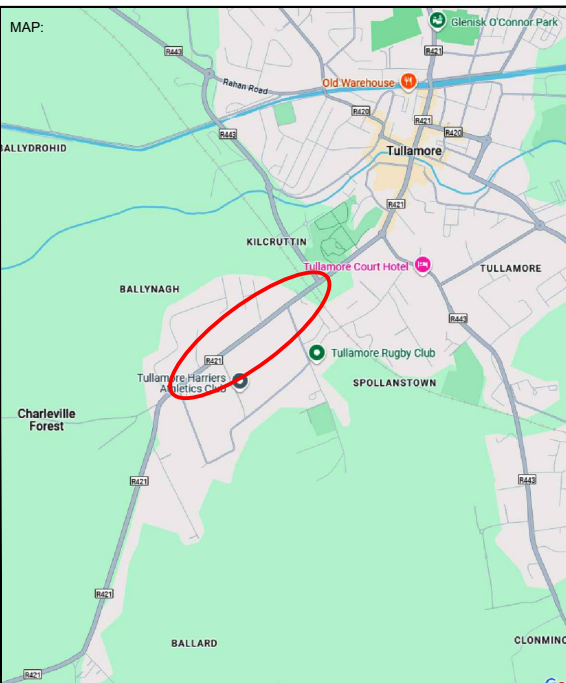 MAP:
Glenisk O'Connor Park
R443
R421
Rahan Road
Old Warehouse
R420
R421
R443
R420
BALLYDROHID
Tullamore
R421
KILCRUTTIN
Tullamore Court Hotel
TULLAMORE
BALLYNAGH
R443
Tullamore Rugby Club
R421
Tullamore Harriers
Athletics Club
SPOLLANSTOWN
Charleville
Forest
R421
R443
R421
BALLARD
CLONMINC
R421